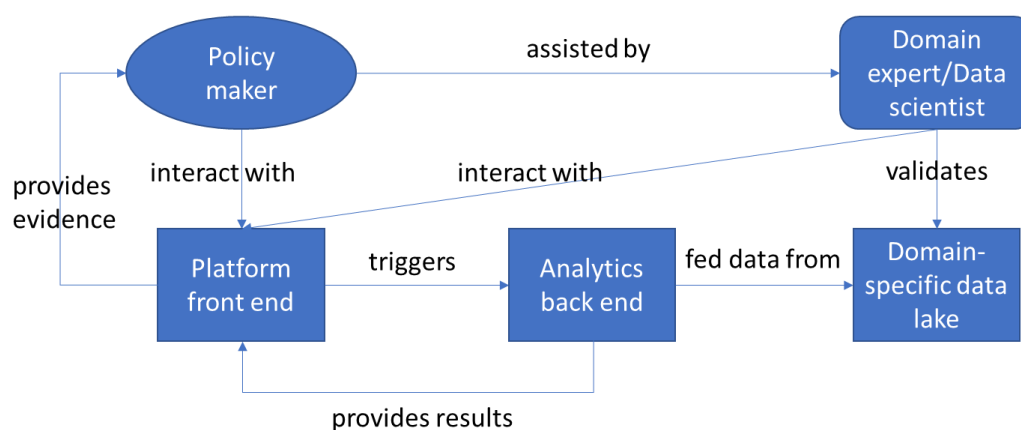 Policy
maker
assisted by
Domain
expert/Data
scientist
provides
evidence
interact with
interact with
validates
Platform
front end
triggers
Analytics
back end
fed data from
Domain-
specific data
lake
provides results